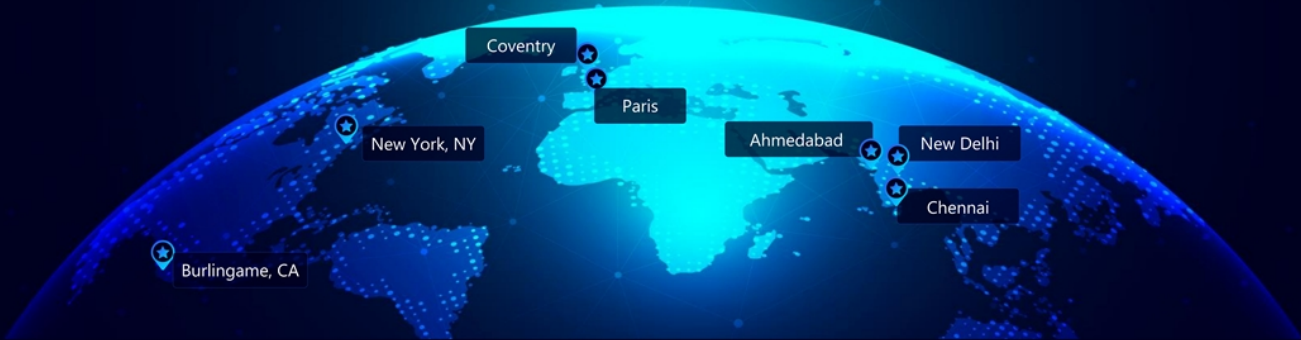 Coventry
Paris
New York, NY
Ahmedabad
New Delhi
Chennai
Burlingame, CA